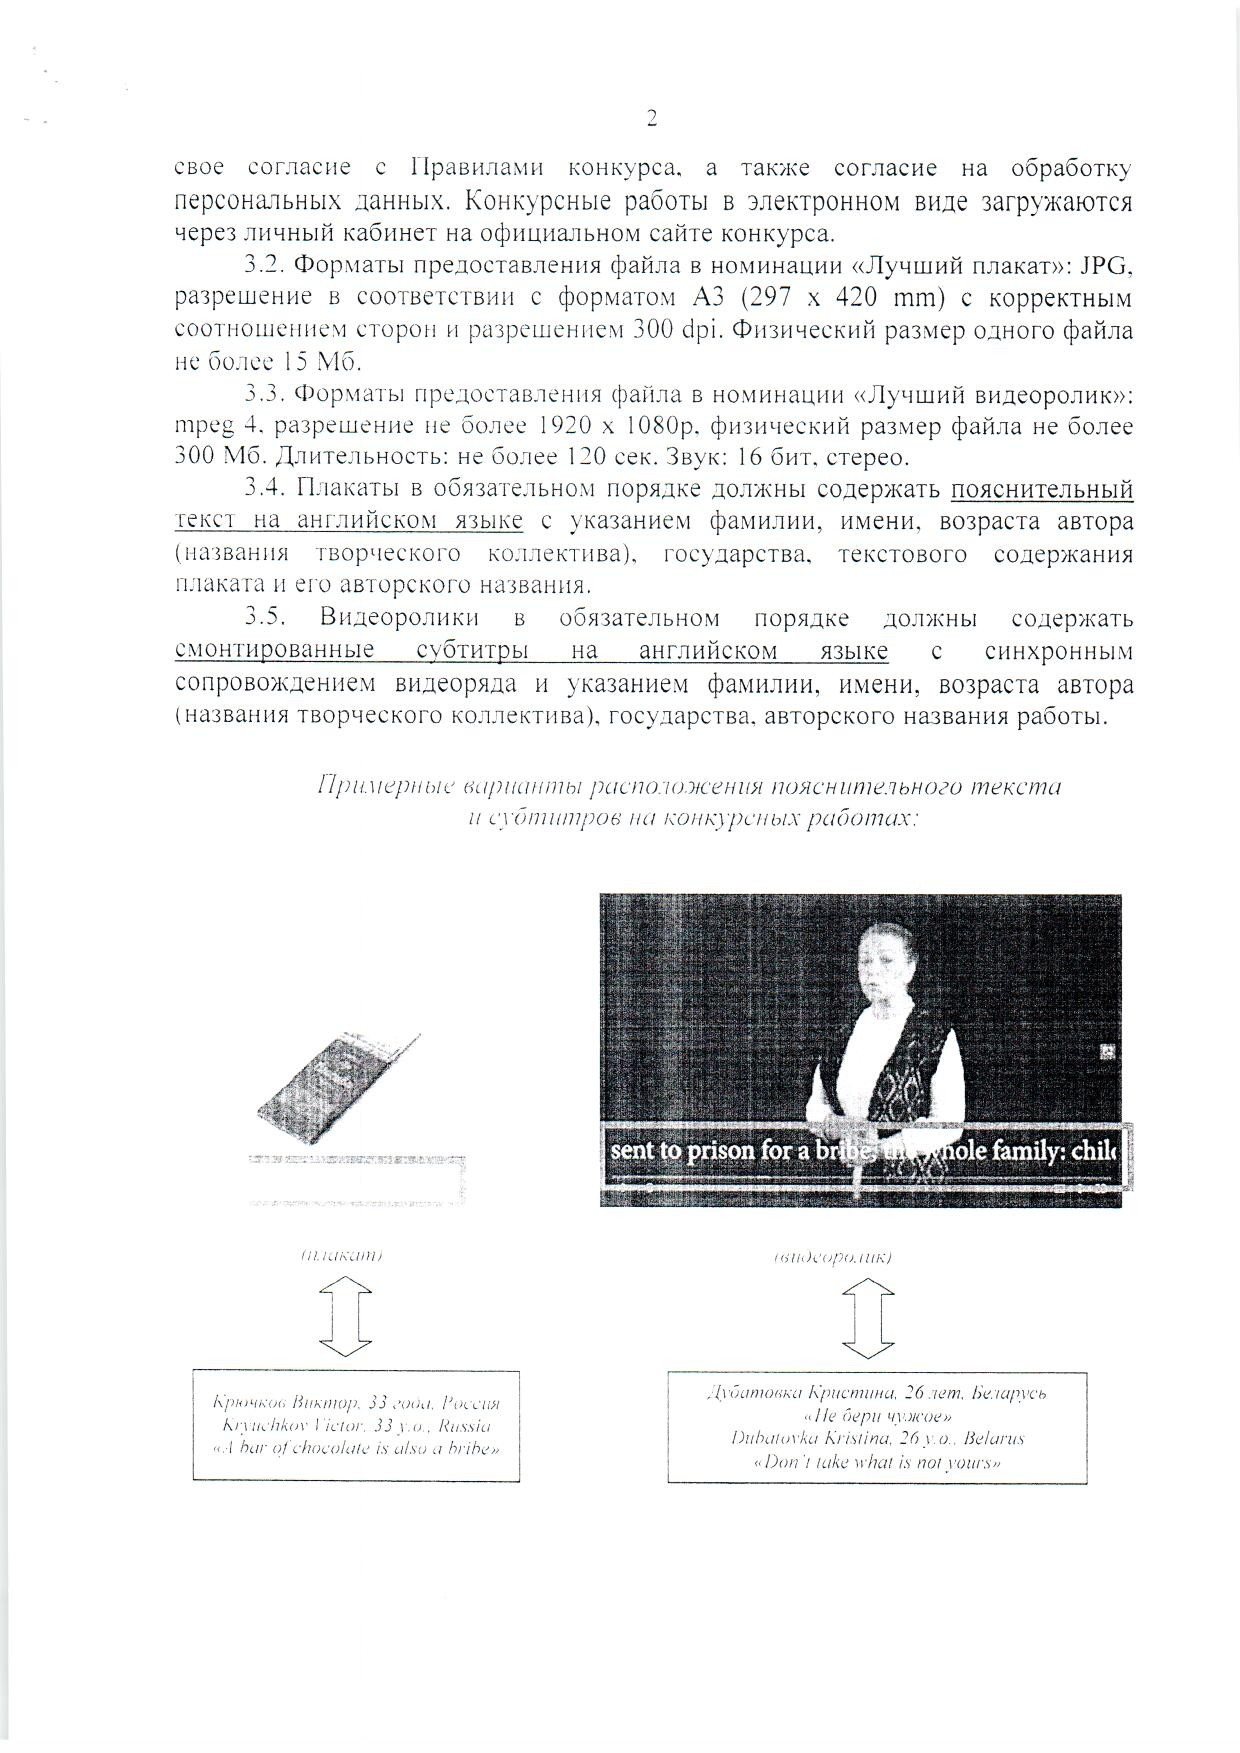 2
свое согласие с Правилами конкурса, а также согласие на обработку
персональных данных. Конкурсные работы в электронном виде загружаются
через личный кабинет на официальном сайте конкурса.
3.2. Форматы предоставления файла в номинации «Лучший плакат»: JPG,
разрешение в соответствии с форматом А3 (297 х 420 mm) с корректным
соотношением сторон и разрешением 300 dpi. Физический размер одного файла
не более 15 Мб.
3.3. Форматы предоставления файла в номинации «Лучший видеоролик»:
mpeg 4, разрешение не более 1920 х 1080p, физический размер файла не более
300 Мб. Длительность: не более 120 сек. Звук: 16 бит, стерео.
3.4. Плакаты в обязательном порядке должны содержать пояснительный
текст на английском языке с указанием фамилии, имени, возраста автора
(названия творческого коллектива), государства, текстового содержания
плаката и его авторского названия.
3.5. Видеоролики в обязательном порядке должны содержать
смонтированные субтитры на английском языке с синхронным
сопровождением видеоряда и указанием фамилии, имени, возраста автора
(названия творческого коллектива), государства, авторского названия работы.
Примерные варианты расположения пояснительного текста
и субтитров на конкурсных работах:
sent to prison for a bribe, the whole family: chil
(плакат)
(видеоролик)
Крючков Виктор, 33 года, Россия
Kryuchkov Victor, 33 y.o., Russia
«A bar of chocolate is also a bribe»
Дубатовка Кристина, 26 лет, Беларусь
«Не бери чужое»
Dubatovka Kristina, 26 y.o., Belarus
«Don't take what is not yours»